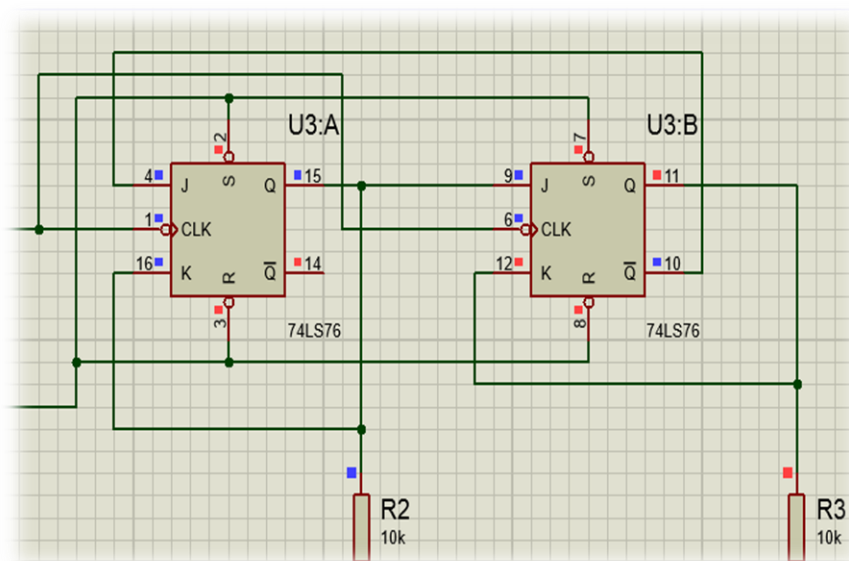 U3:A
U3:B
2
7
4
J
S
Q
15
9
J
S
Q
11
1
CLK
6
CLK
16
K
R
Q̅
14
12
K
R
Q̅
10
3
74LS76
8
74LS76
R2
10k
R3
10k